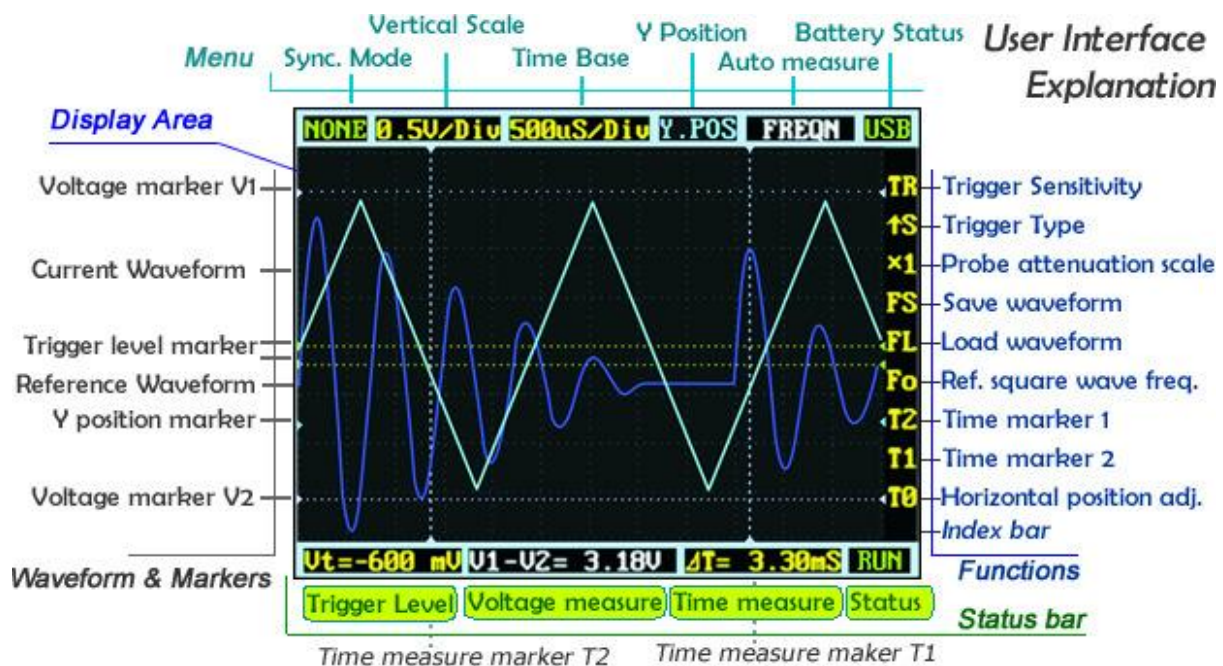 User Interface
Explanation
Vertical Scale
Y Position
Battery Status
Menu
Sync. Mode
Time Base
Auto measure
Display Area
NONE 0.5V/Div 500uS/Div Y.POS FREQN USB
Voltage marker V1
TR
Trigger Sensitivity
↑S
Trigger Type
Current Waveform
×1
Probe attenuation scale
FS
Save waveform
Trigger level marker
FL
Load waveform
Reference Waveform
Fo
Ref. square wave freq.
Y position marker
T2
Time marker 1
T1
Time marker 2
Voltage marker V2
T0
Horizontal position adj.
Index bar
Vt=-600 mV V1-V2= 3.18V ΔT= 3.30mS RUN
Waveform & Markers
Functions
Trigger Level Voltage measure Time measure Status
Status bar
Time measure marker T2
Time measure maker T1